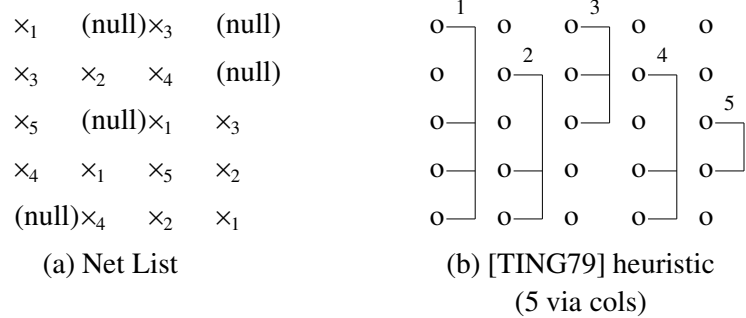 ×₁ (null)×₃ (null)
×₃ ×₂ ×₄ (null)
×₅ (null)×₁ ×₃
×₄ ×₁ ×₅ ×₂
(null)×₄ ×₂ ×₁
(a) Net List
1 3
o o o o o
2 4
o o o o o
5
o o o o o
o o o o o
o o o o o
(b) [TING79] heuristic
(5 via cols)